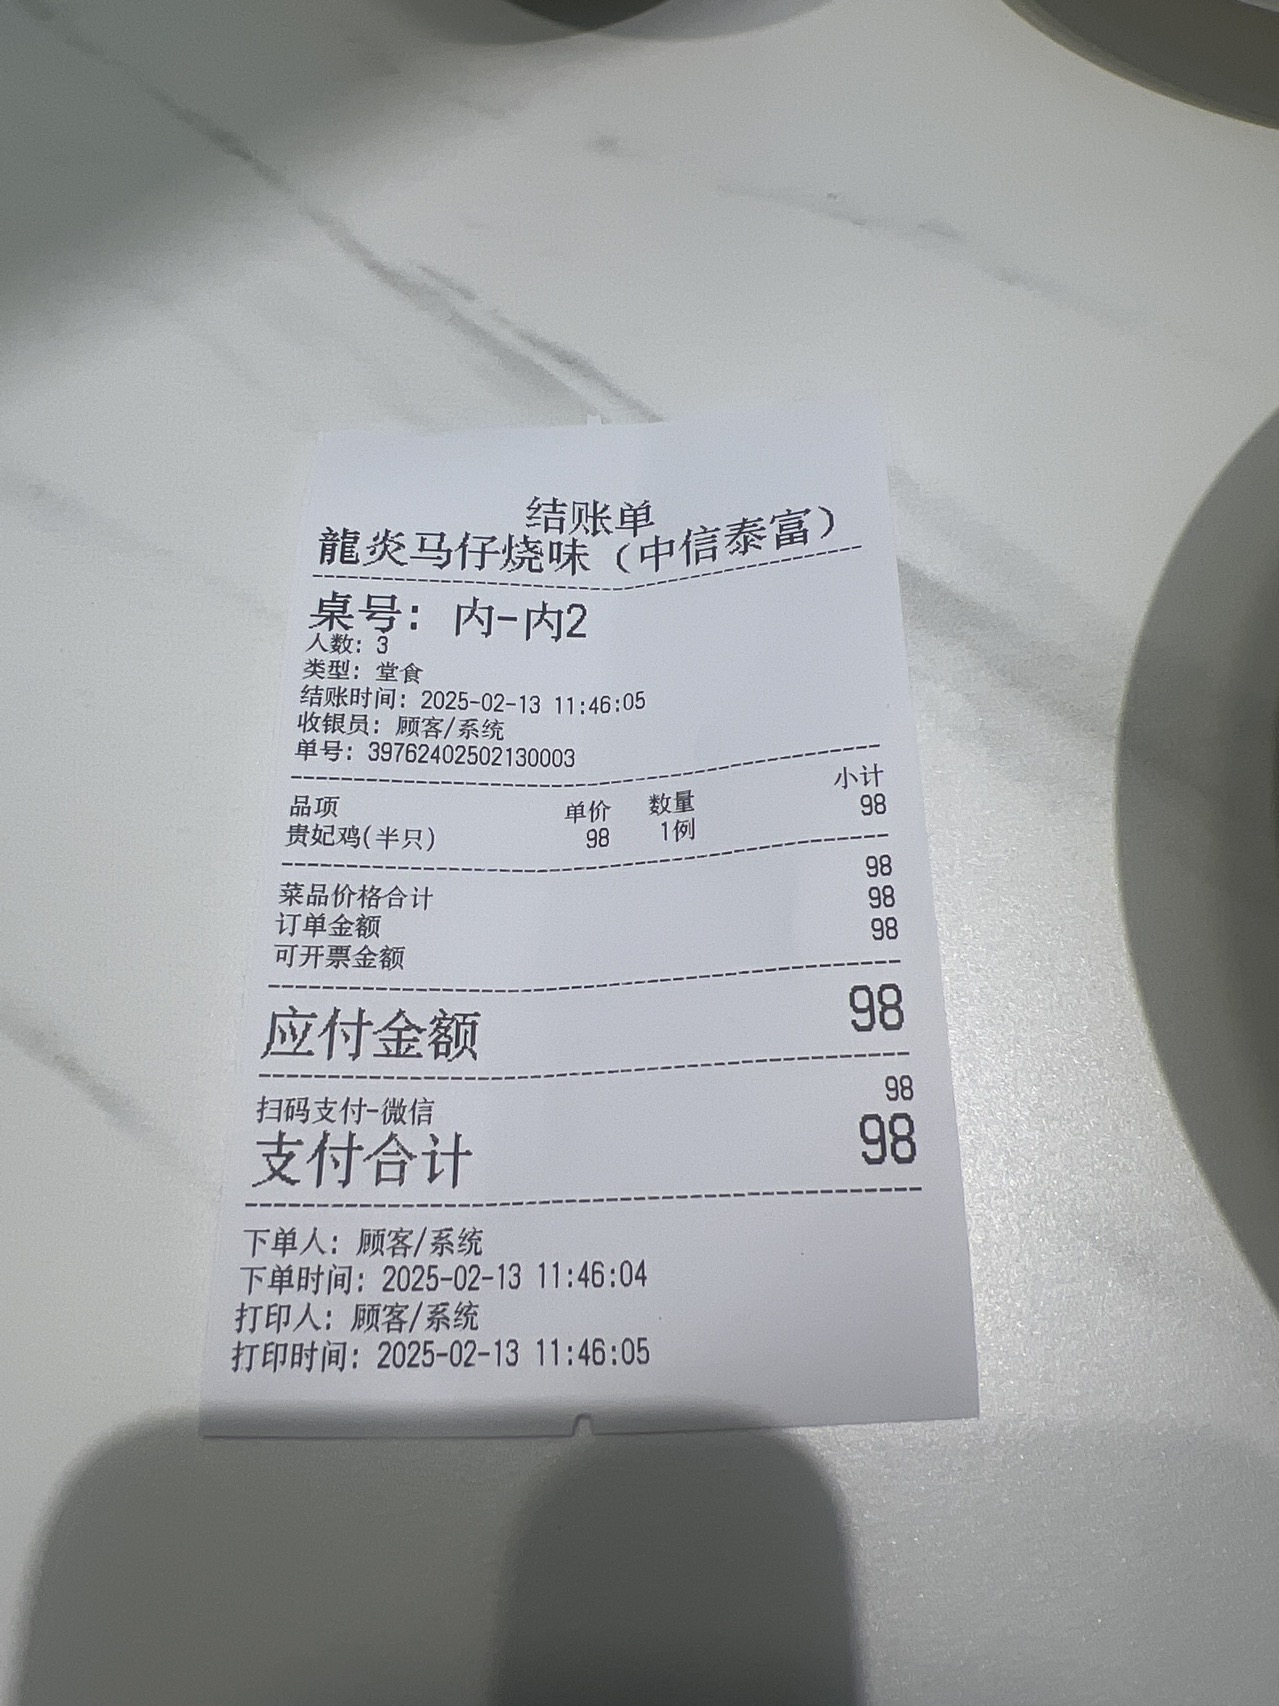 结账单
龍炎马仔烧味（中信泰富）
桌号：内-内2
人数：3
类型：堂食
结账时间：2025-02-13 11:46:05
收银员：顾客/系统
单号：39762402502130003
品项 单价 数量 小计
贵妃鸡(半只) 98 1例 98
菜品价格合计 98
订单金额 98
可开票金额 98
应付金额 98
扫码支付-微信 98
支付合计 98
下单人：顾客/系统
下单时间：2025-02-13 11:46:04
打印人：顾客/系统
打印时间：2025-02-13 11:46:05